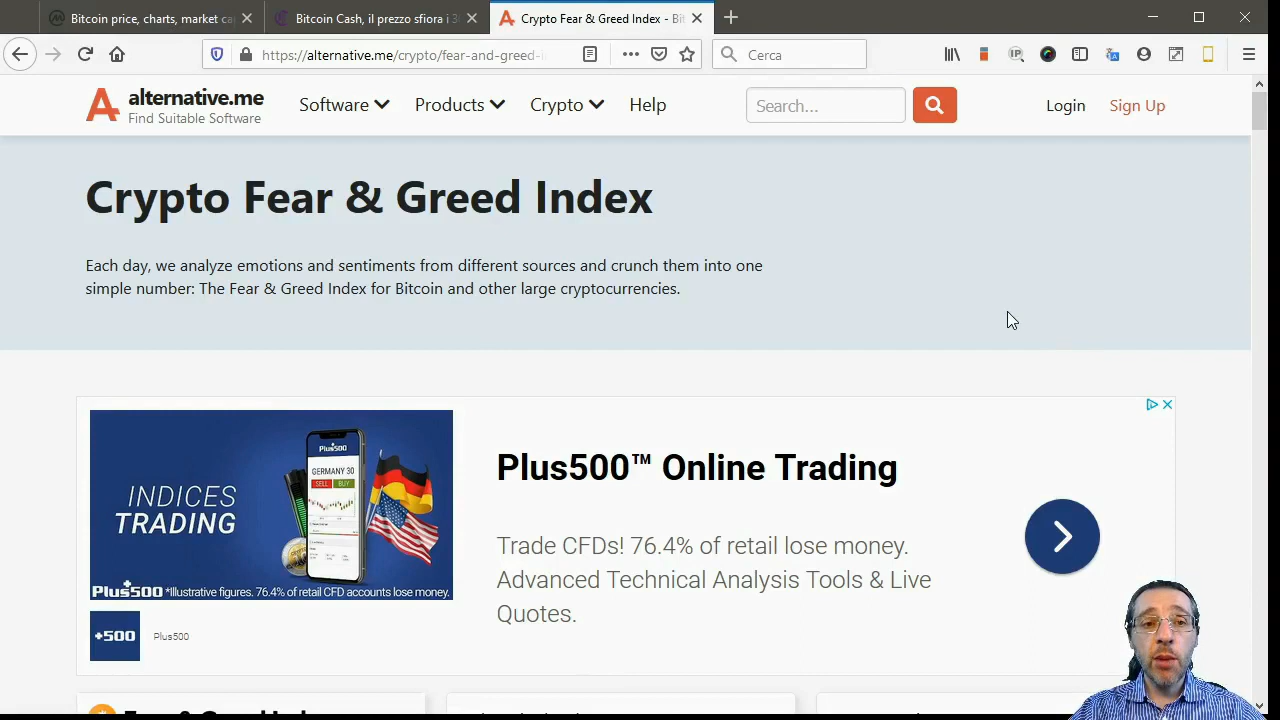 Bitcoin price, charts, market ca
Bitcoin Cash, il prezzo sfiora i 3
Crypto Fear & Greed Index - Bit
https://alternative.me/crypto/fear-and-greed-
Cerca
IP
alternative.me
Find Suitable Software
Software
Products
Crypto
Help
Search...
Login
Sign Up
Crypto Fear & Greed Index
Each day, we analyze emotions and sentiments from different sources and crunch them into one
simple number: The Fear & Greed Index for Bitcoin and other large cryptocurrencies.
Plus500
GERMANY 30
SELL BUY
INDICES
TRADING
Plus500 *Illustrative figures. 76.4% of retail CFD accounts lose money.
Plus500™ Online Trading
Trade CFDs! 76.4% of retail lose money.
Advanced Technical Analysis Tools & Live
Quotes.
+500
Plus500